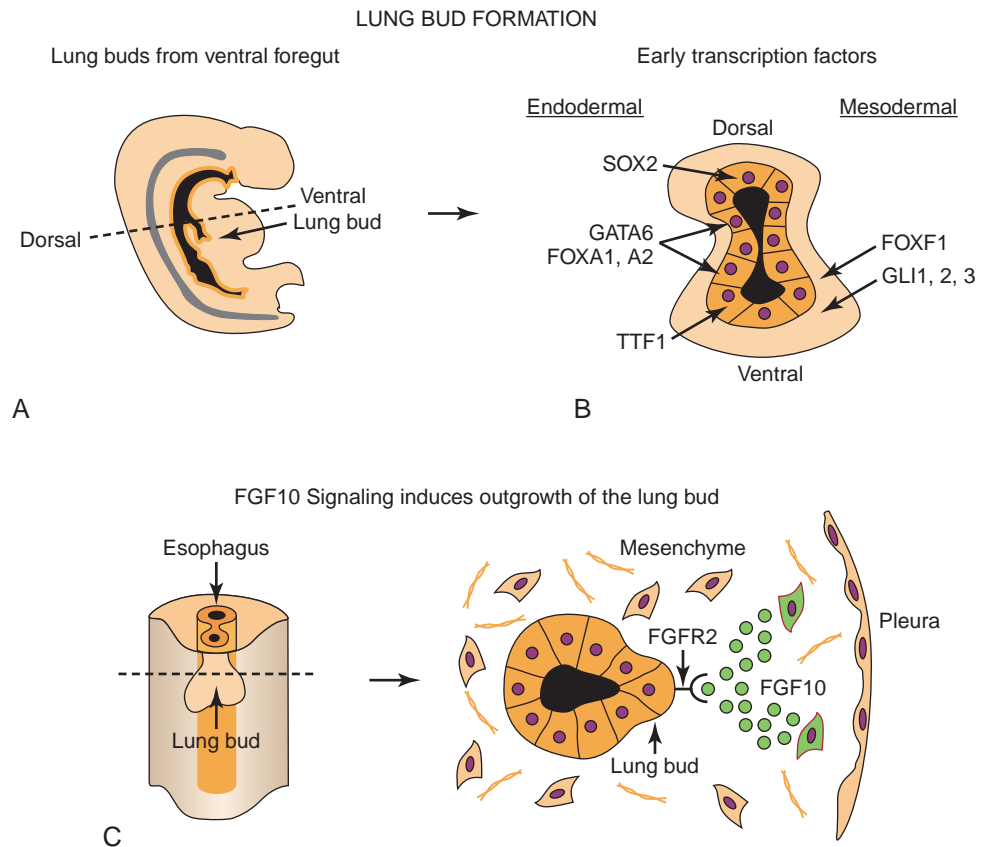 LUNG BUD FORMATION
Lung buds from ventral foregut
Dorsal
Ventral
Lung bud
A
Early transcription factors
Endodermal
Mesodermal
Dorsal
SOX2
GATA6
FOXA1, A2
TTF1
FOXF1
GLI1, 2, 3
Ventral
B
FGF10 Signaling induces outgrowth of the lung bud
Esophagus
Lung bud
C
Mesenchyme
FGFR2
FGF10
Pleura
Lung bud